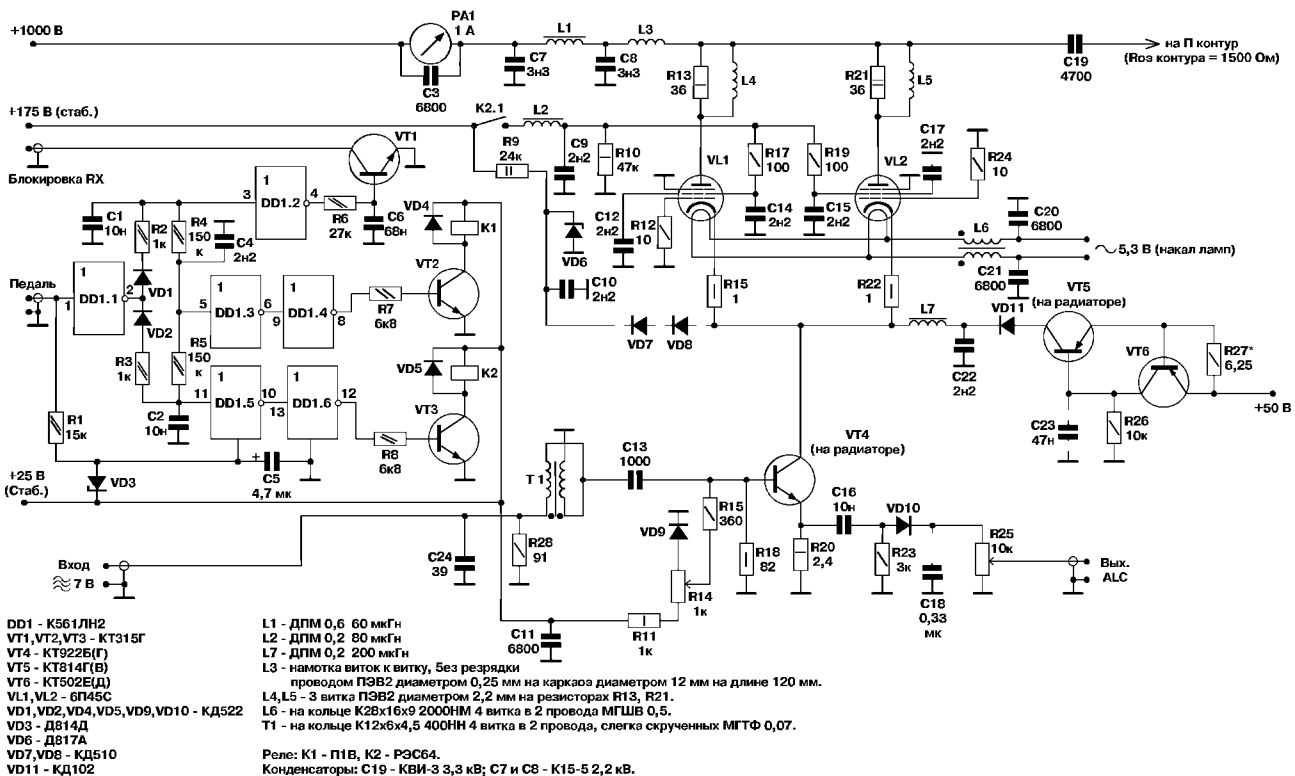 +1000 В
PA1
1 А
C3
6800
L1
L3
C7
3н3
C8
3н3
R13
36
L4
R21
36
L5
C19
4700
на П контур
(Rоэ контура = 1500 Ом)
+175 В (стаб.)
Блокировка RX
VT1
K2.1
L2
R9
24к
C9
2н2
R10
47к
VL1
R17
100
R19
100
VL2
C17
2н2
R24
10
C12
2н2
R12
10
C14
2н2
C15
2н2
L6
C20
6800
C21
6800
5,3 В (накал ламп)
1
3
DD1.2
4
R6
27к
C6
68н
C1
10н
R2
1к
R4
150
к
C4
2н2
VD4
K1
VT2
VD6
C10
2н2
R15
1
R22
1
Педаль
1
1
DD1.1
2
VD1
VD2
1
5
DD1.3
6
9
1
DD1.4
8
R7
6к8
VD7
VD8
L7
C22
2н2
VD11
VT5
(на радиаторе)
VT6
R27*
6,25
+50 В
C23
47н
R26
10к
R3
1к
R5
150
к
VD5
K2
VT3
1
11
DD1.5
10
13
1
DD1.6
12
R8
6к8
R1
15к
C2
10н
+
C5
4,7 мк
VD3
+25 В
(Стаб.)
T1
C13
1000
VT4
(на радиаторе)
R15
360
VD9
R14
1к
R18
82
R20
2,4
C16
10н
VD10
R23
3к
C18
0,33
мк
R25
10к
Вых.
ALC
Вход
7 В
C24
39
R28
91
C11
6800
R11
1к
DD1 - К561ЛН2
VT1,VT2,VT3 - КТ315Г
VT4 - КТ922Б(Г)
VT5 - КТ814Г(В)
VT6 - КТ502Е(Д)
VL1,VL2 - 6П45С
VD1,VD2,VD4,VD5,VD9,VD10 - КД522
VD3 - Д814Д
VD6 - Д817А
VD7,VD8 - КД510
VD11 - КД102
L1 - ДПМ 0,6 60 мкГн
L2 - ДПМ 0,2 80 мкГн
L7 - ДПМ 0,2 200 мкГн
L3 - намотка виток к витку, без резрядки
проводом ПЭВ2 диаметром 0,25 мм на каркаса диаметром 12 мм на длине 120 мм.
L4,L5 - 3 витка ПЭВ2 диаметром 2,2 мм на резисторах R13, R21.
L6 - на кольце К28х16х9 2000НМ 4 витка в 2 провода МГШВ 0,5.
T1 - на кольце К12х6х4,5 400НН 4 витка в 2 провода, слегка скрученных МГТФ 0,07.
Реле: К1 - П1В, К2 - РЭС64.
Конденсаторы: С19 - КВИ-3 3,3 кВ; С7 и С8 - К15-5 2,2 кВ.